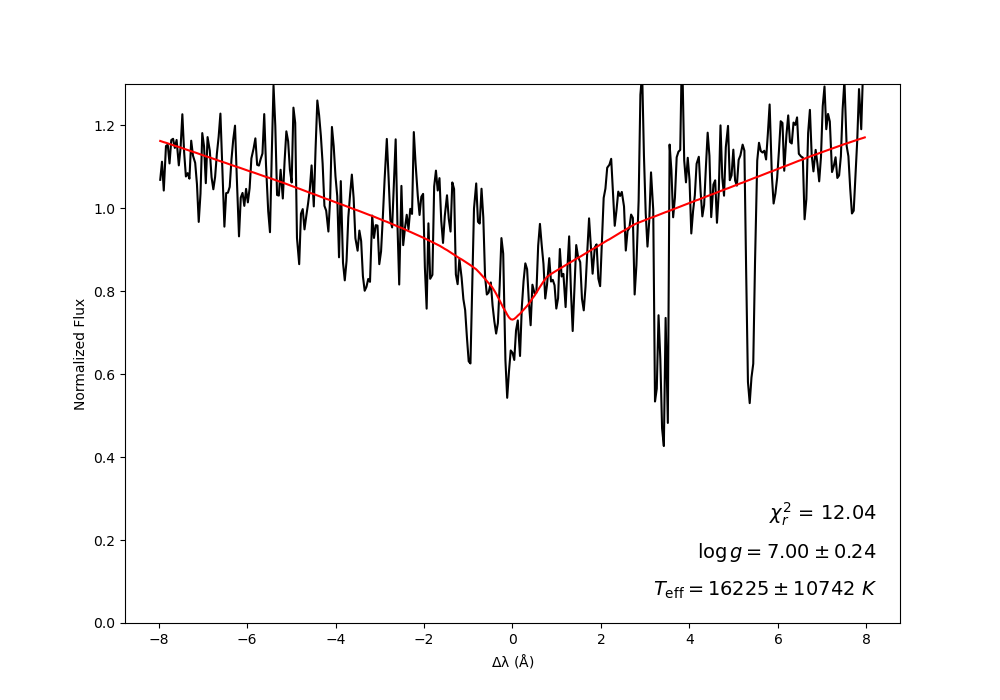 1.2
1.0
0.8
0.6
0.4
0.2
0.0
Normalized Flux
χ²ᵣ = 12.04
log g = 7.00 ± 0.24
T_eff = 16225 ± 10742 K
−8 −6 −4 −2 0 2 4 6 8
Δλ (Å)